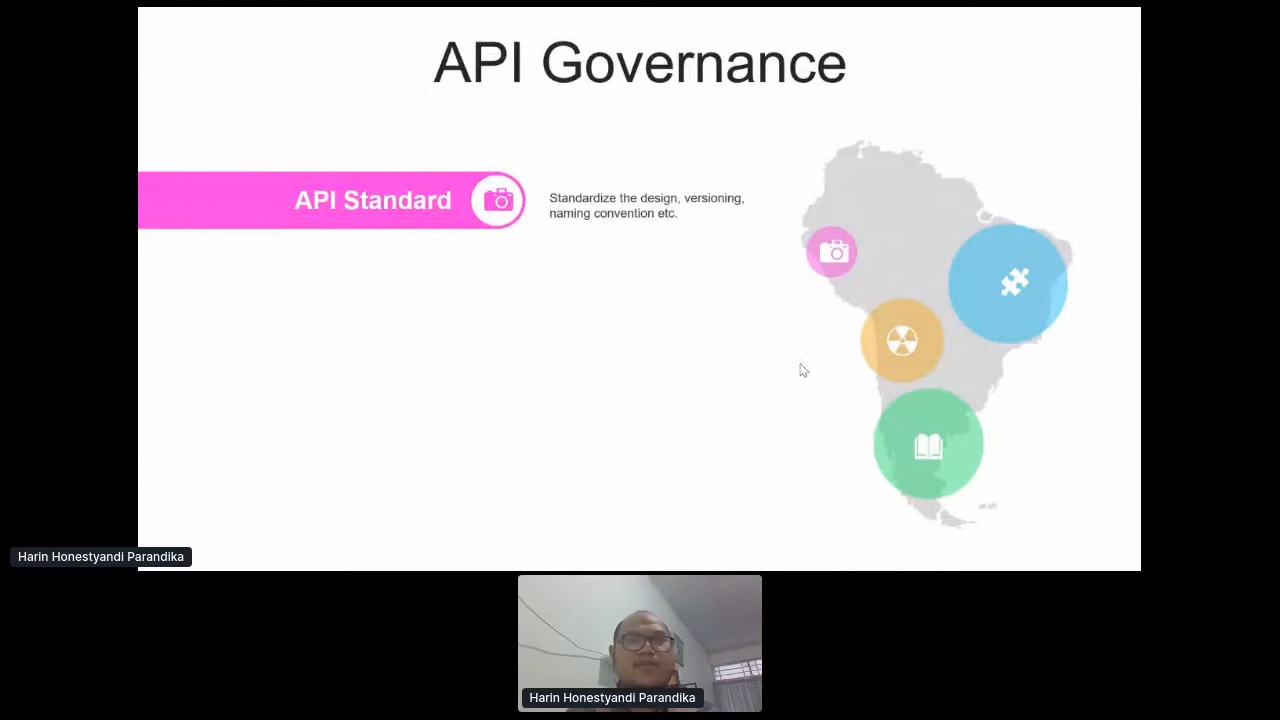 API Governance
API Standard
Standardize the design, versioning,
naming convention etc.
Harin Honestyandi Parandika
Harin Honestyandi Parandika